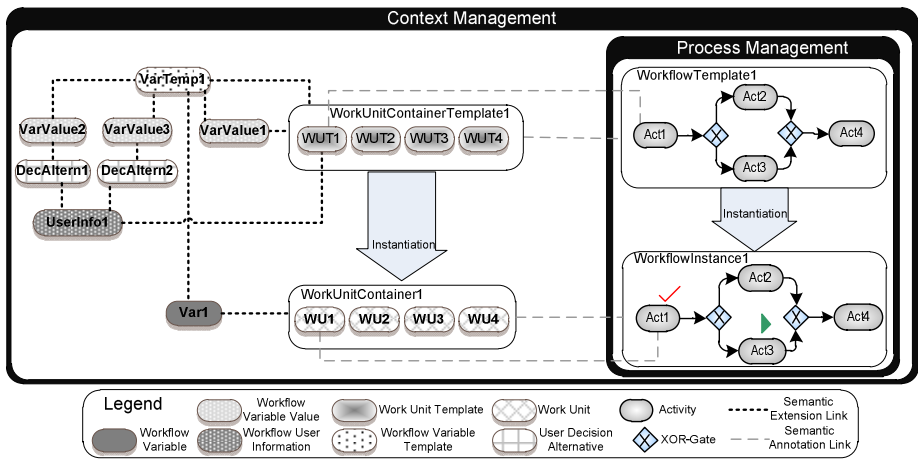 Context Management
Process Management
VarTemp1
WorkUnitContainerTemplate1
WorkflowTemplate1
VarValue2
VarValue3
VarValue1
WUT1
WUT2
WUT3
WUT4
Act1
Act2
X
X
Act4
Act3
DecAltern1
DecAltern2
UserInfo1
Instantiation
Instantiation
WorkUnitContainer1
WorkflowInstance1
Var1
WU1
WU2
WU3
WU4
Act1
Act2
X
X
Act4
Act3
Legend
Workflow
Variable
Workflow
Variable Value
Workflow User
Information
Work Unit Template
Workflow Variable
Template
Work Unit
User Decision
Alternative
Activity
X
XOR-Gate
Semantic
Extension Link
Semantic
Annotation Link